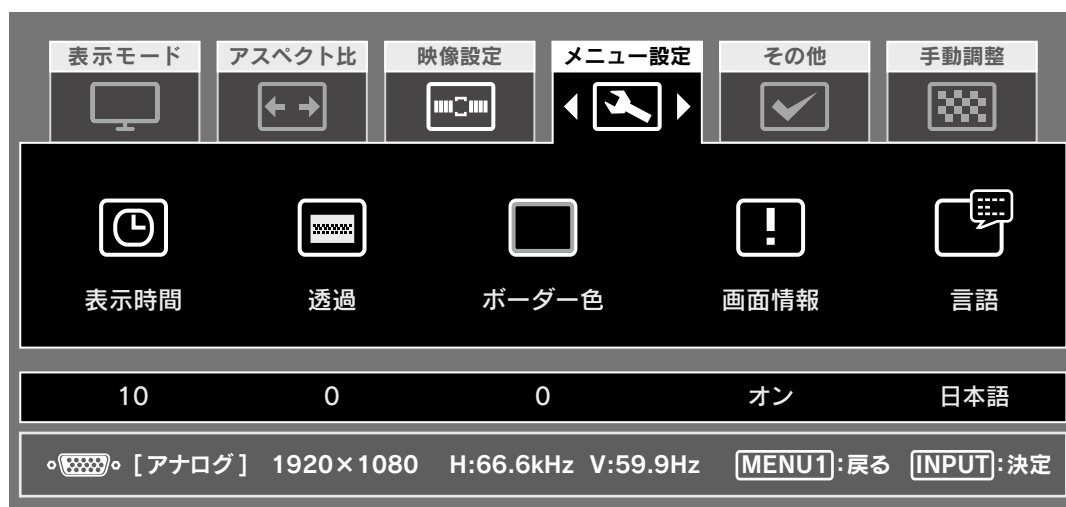 表示モード アスペクト比 映像設定 メニュー設定 その他 手動調整
表示時間 透過 ボーダー色 画面情報 言語
10 0 0 オン 日本語
[アナログ] 1920×1080 H:66.6kHz V:59.9Hz MENU1:戻る INPUT:決定